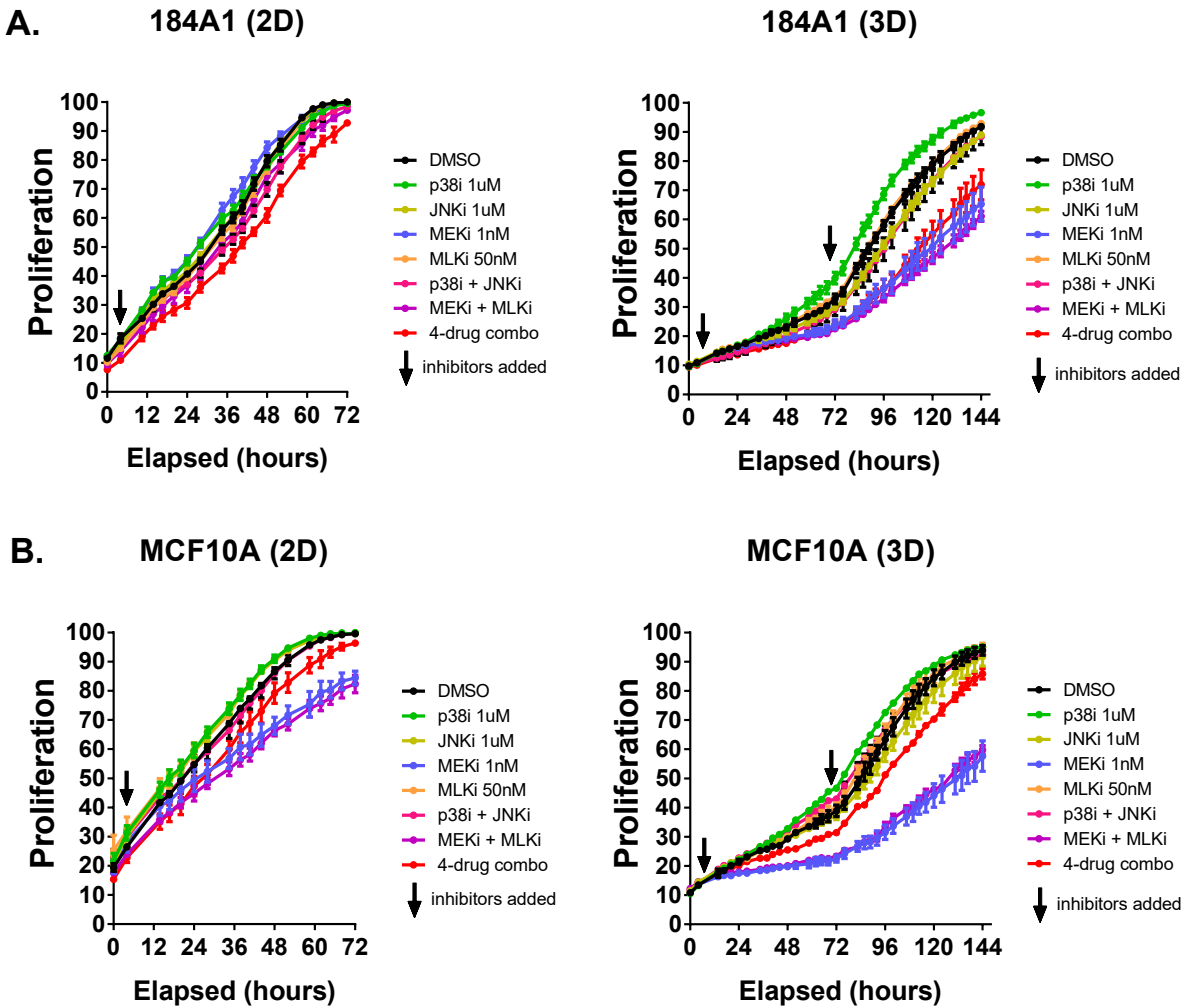 A.
184A1 (2D)
Proliferation
100
90
80
70
60
50
40
30
20
10
0
0 12 24 36 48 60 72
Elapsed (hours)
DMSO
p38i 1uM
JNKi 1uM
MEKi 1nM
MLKi 50nM
p38i + JNKi
MEKi + MLKi
4-drug combo
inhibitors added
184A1 (3D)
Proliferation
100
90
80
70
60
50
40
30
20
10
0
0 24 48 72 96 120 144
Elapsed (hours)
DMSO
p38i 1uM
JNKi 1uM
MEKi 1nM
MLKi 50nM
p38i + JNKi
MEKi + MLKi
4-drug combo
inhibitors added
B.
MCF10A (2D)
Proliferation
100
90
80
70
60
50
40
30
20
10
0
0 12 24 36 48 60 72
Elapsed (hours)
DMSO
p38i 1uM
JNKi 1uM
MEKi 1nM
MLKi 50nM
p38i + JNKi
MEKi + MLKi
4-drug combo
inhibitors added
MCF10A (3D)
Proliferation
100
90
80
70
60
50
40
30
20
10
0
0 24 48 72 96 120 144
Elapsed (hours)
DMSO
p38i 1uM
JNKi 1uM
MEKi 1nM
MLKi 50nM
p38i + JNKi
MEKi + MLKi
4-drug combo
inhibitors added